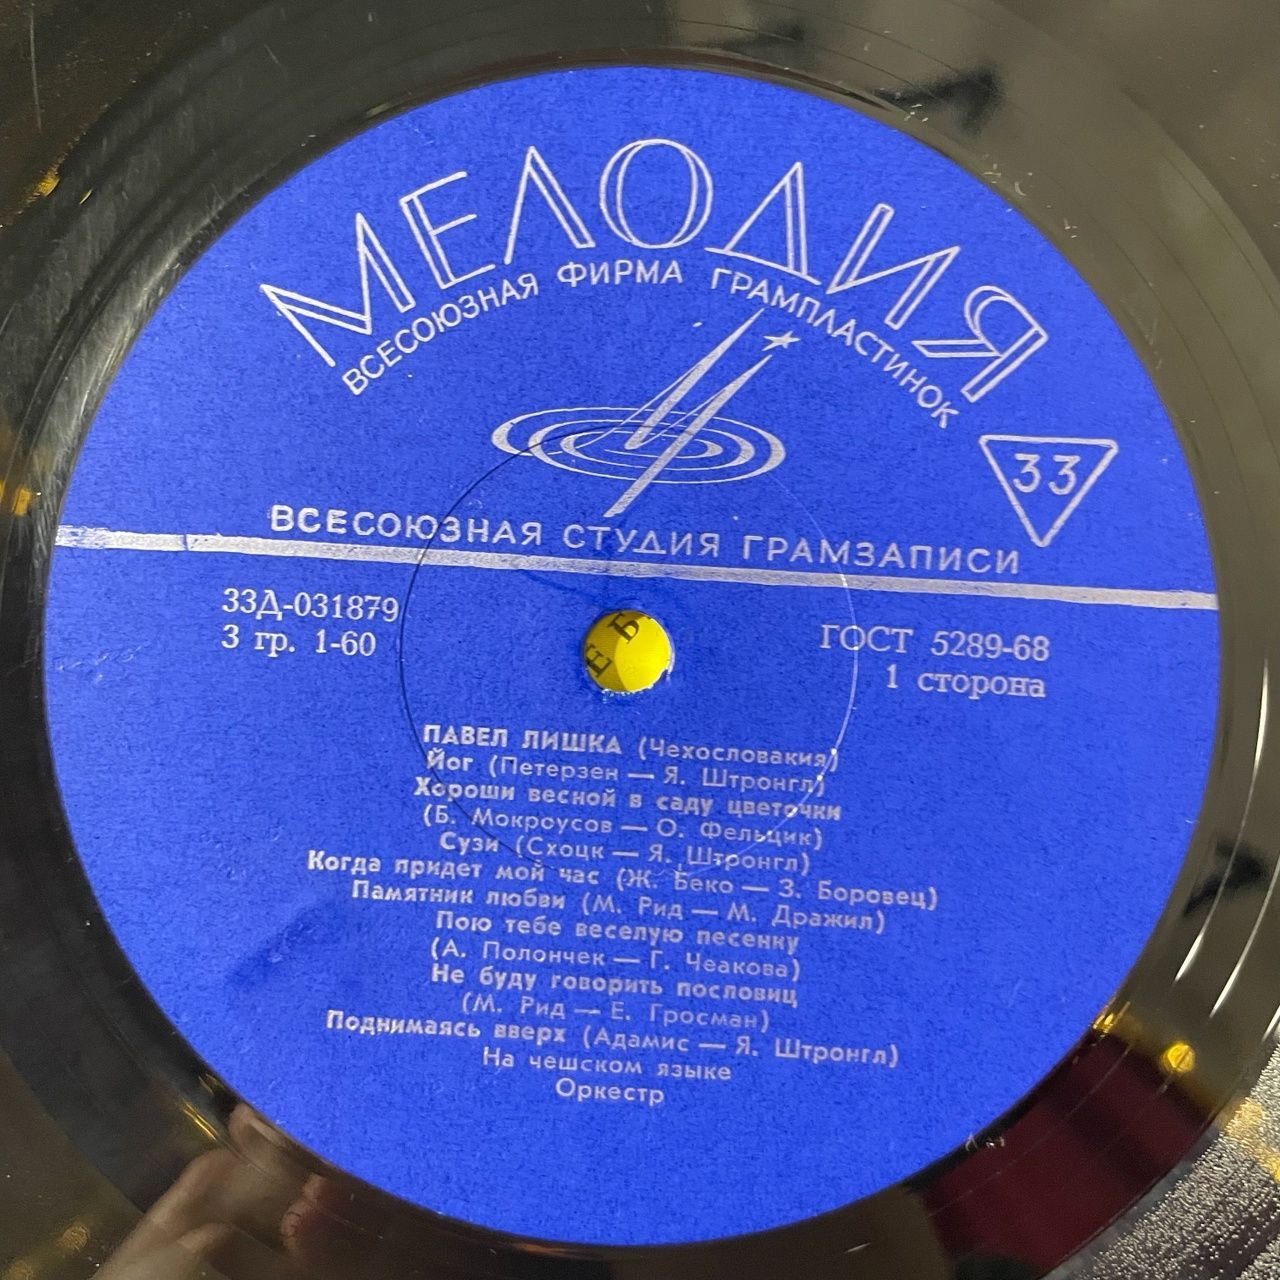 МЕЛОДИЯ
ВСЕСОЮЗНАЯ ФИРМА ГРАМПЛАСТИНОК
33
ВСЕСОЮЗНАЯ СТУДИЯ ГРАМЗАПИСИ
33Д-031879
3 гр. 1-60
ГОСТ 5289-68
1 сторона
Б
Е
ПАВЕЛ ЛИШКА (Чехословакия)
Йог (Петерзен — Я. Штронгл)
Хороши весной в саду цветочки
(Б. Мокроусов — О. Фельцик)
Сузи (Схоцк — Я. Штронгл)
Когда придет мой час (Ж. Беко — З. Боровец)
Памятник любви (М. Рид — М. Дражил)
Пою тебе веселую песенку
(А. Полончек — Г. Чеакова)
Не буду говорить пословиц
(М. Рид — Е. Гросман)
Поднимаясь вверх (Адамис — Я. Штронгл)
На чешском языке
Оркестр